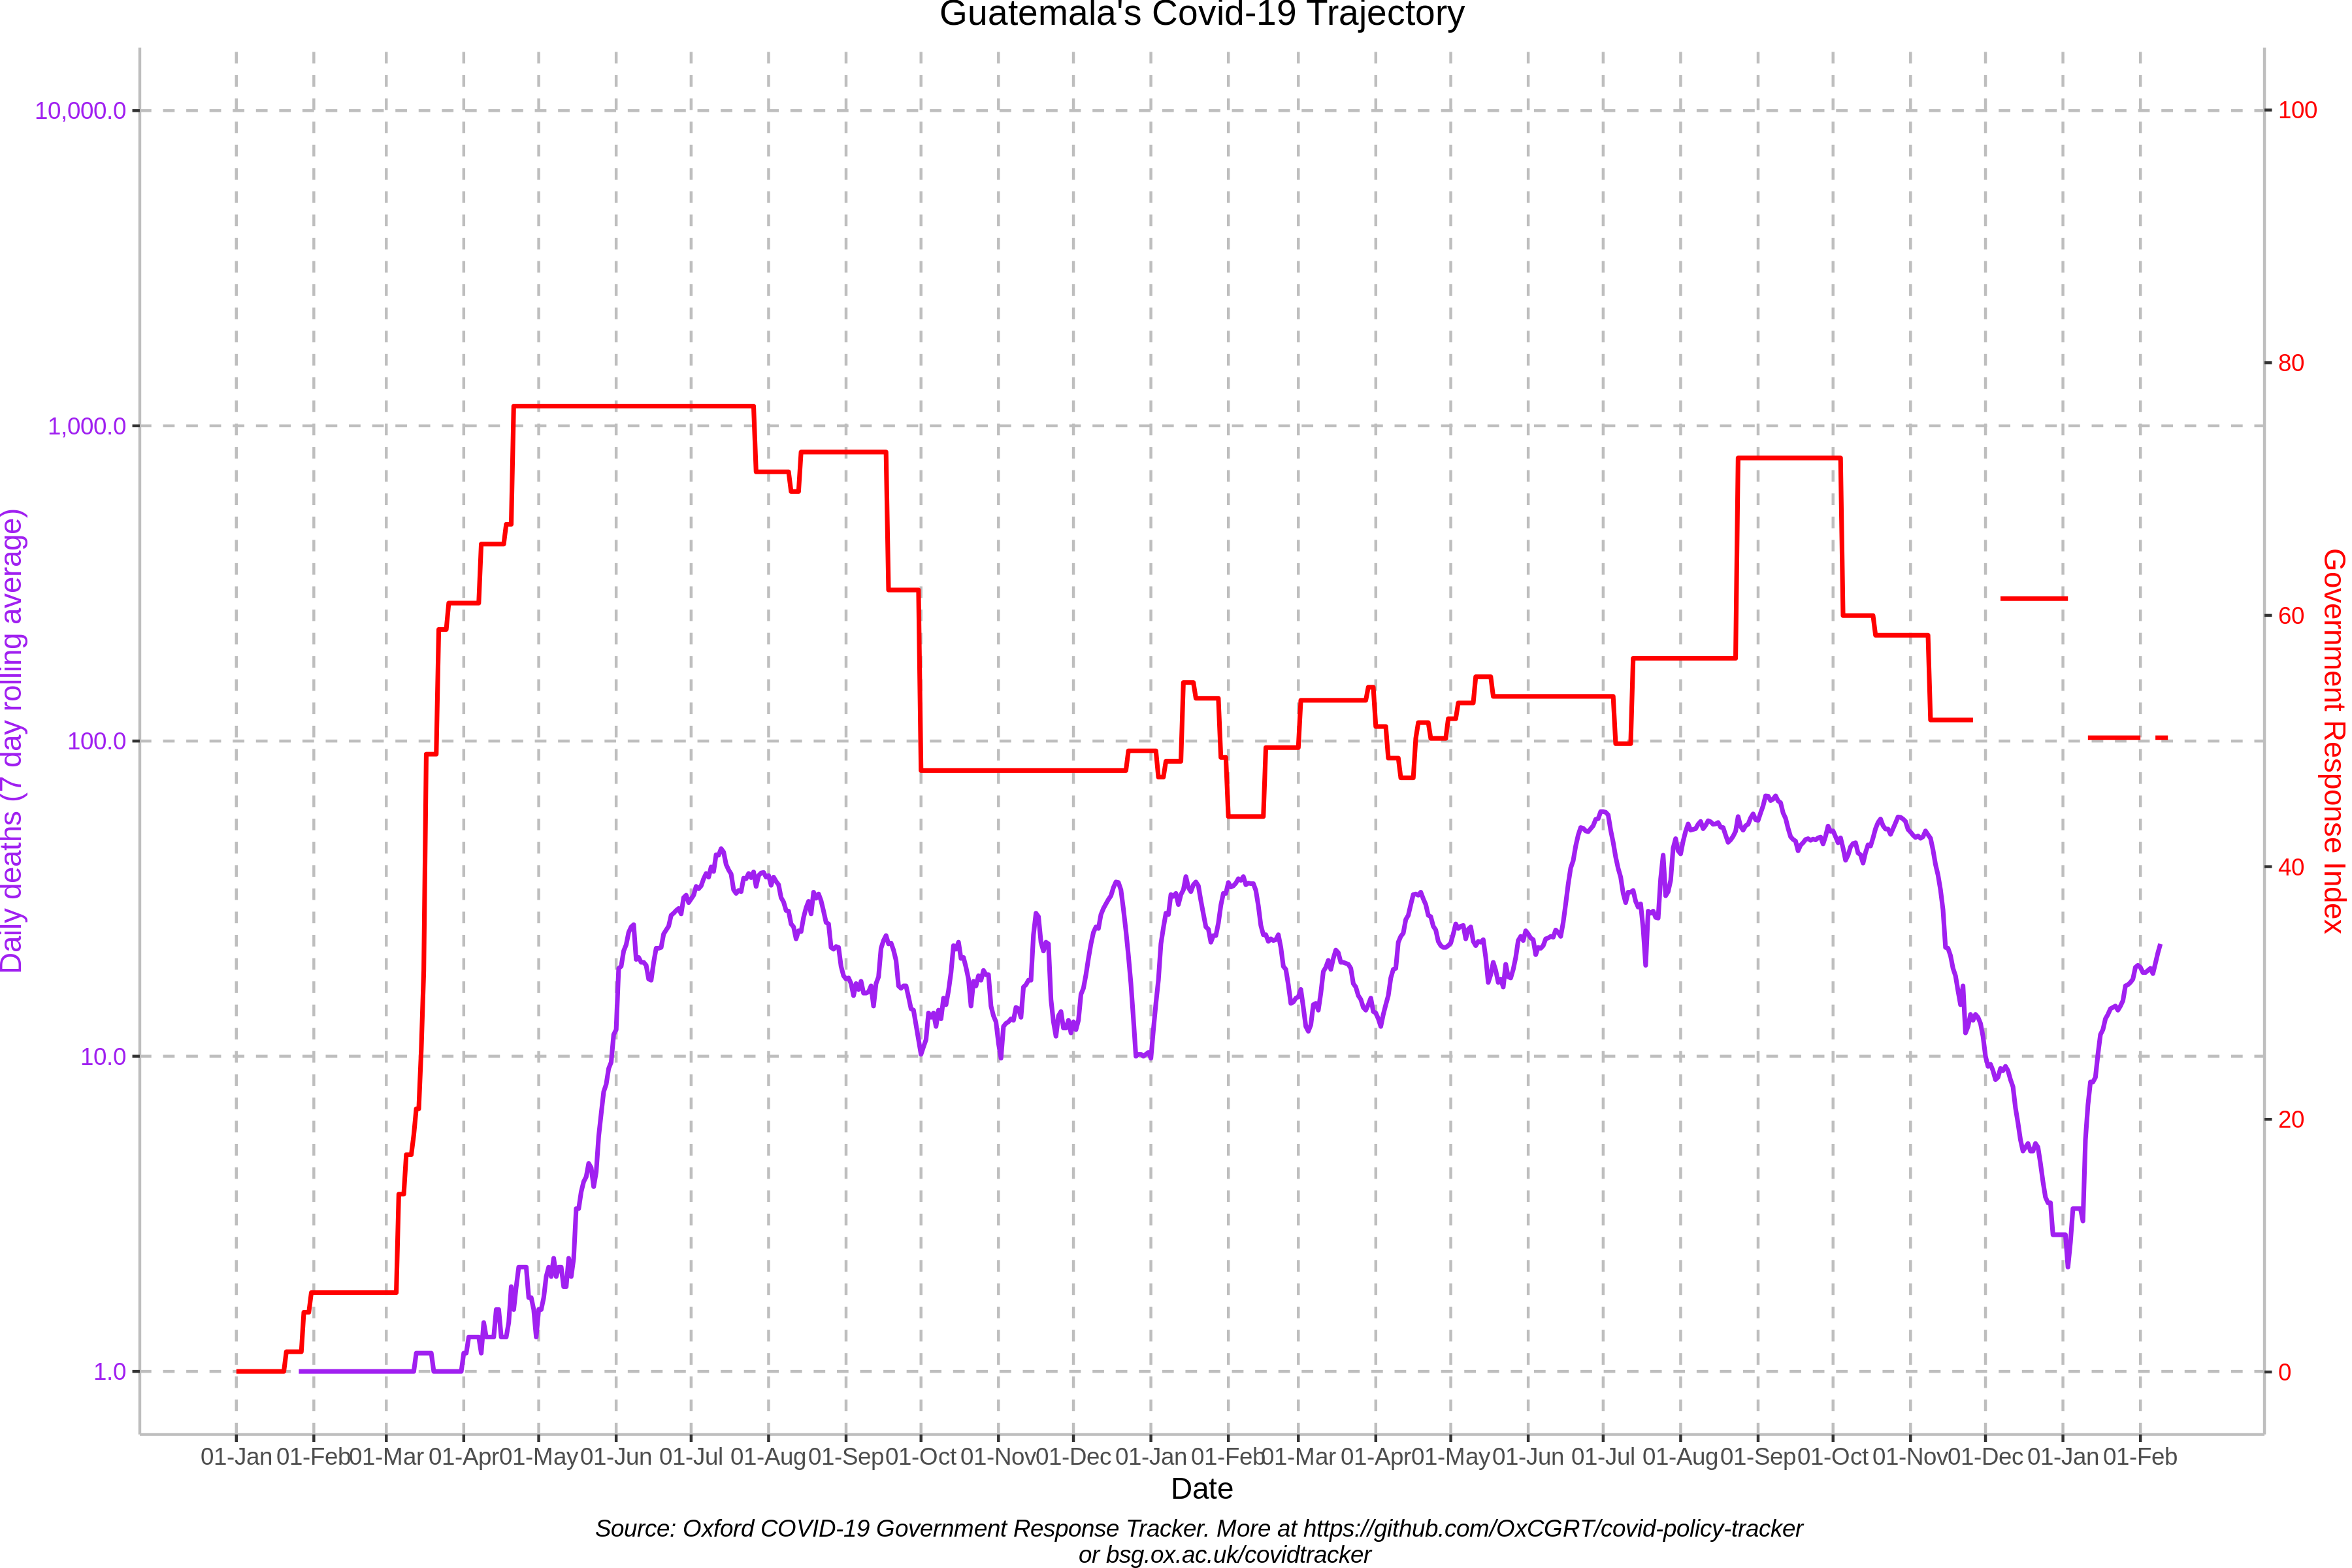 Guatemala's Covid-19 Trajectory
10,000.0
1,000.0
100.0
10.0
1.0
Daily deaths (7 day rolling average)
100
80
60
40
20
0
Government Response Index
01-Jan 01-Feb 01-Mar 01-Apr 01-May 01-Jun 01-Jul 01-Aug 01-Sep 01-Oct 01-Nov 01-Dec 01-Jan 01-Feb 01-Mar 01-Apr 01-May 01-Jun 01-Jul 01-Aug 01-Sep 01-Oct 01-Nov 01-Dec 01-Jan 01-Feb
Date
Source: Oxford COVID-19 Government Response Tracker. More at https://github.com/OxCGRT/covid-policy-tracker
or bsg.ox.ac.uk/covidtracker